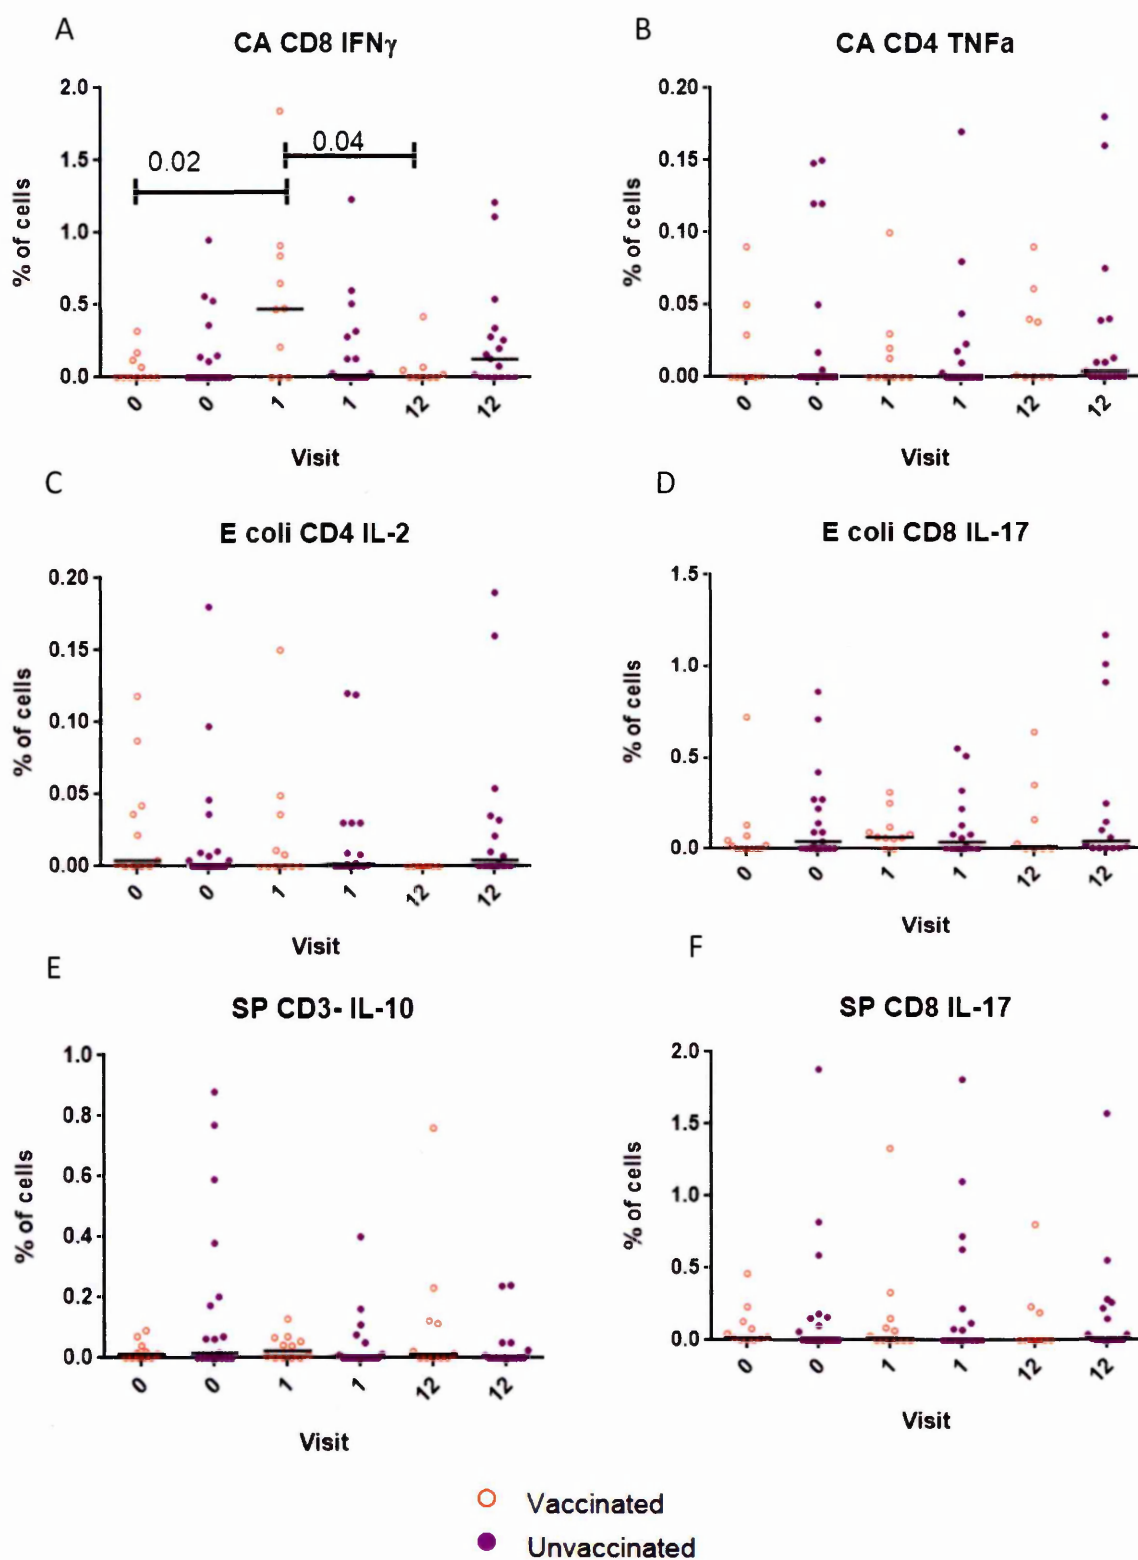 A
CA CD8 IFNγ
2.0
1.5
1.0
0.5
0.0
% of cells
0.02
0.04
0 0 1 1 12 12
Visit
B
CA CD4 TNFa
0.20
0.15
0.10
0.05
0.00
% of cells
0 0 1 1 12 12
Visit
C
E coli CD4 IL-2
0.20
0.15
0.10
0.05
0.00
% of cells
0 0 1 1 12 12
Visit
D
E coli CD8 IL-17
1.5
1.0
0.5
0.0
% of cells
0 0 1 1 12 12
Visit
E
SP CD3- IL-10
1.0
0.8
0.6
0.4
0.2
0.0
% of cells
0 0 1 1 12 12
Visit
F
SP CD8 IL-17
2.0
1.5
1.0
0.5
0.0
% of cells
0 0 1 1 12 12
Visit
Vaccinated
Unvaccinated